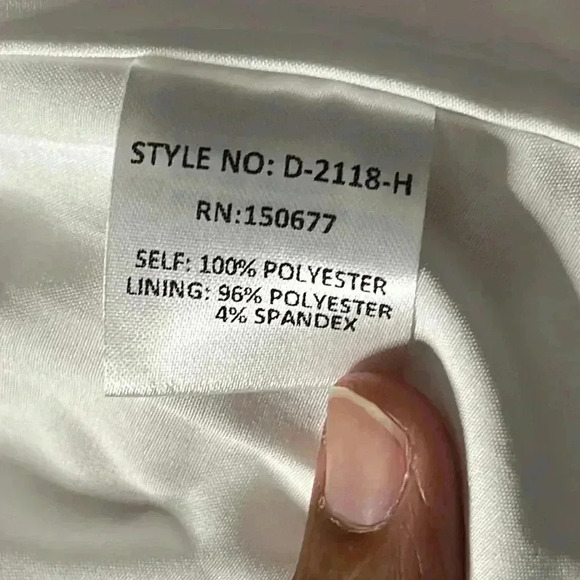 STYLE NO: D-2118-H
RN:150677
SELF: 100% POLYESTER
LINING: 96% POLYESTER
4% SPANDEX